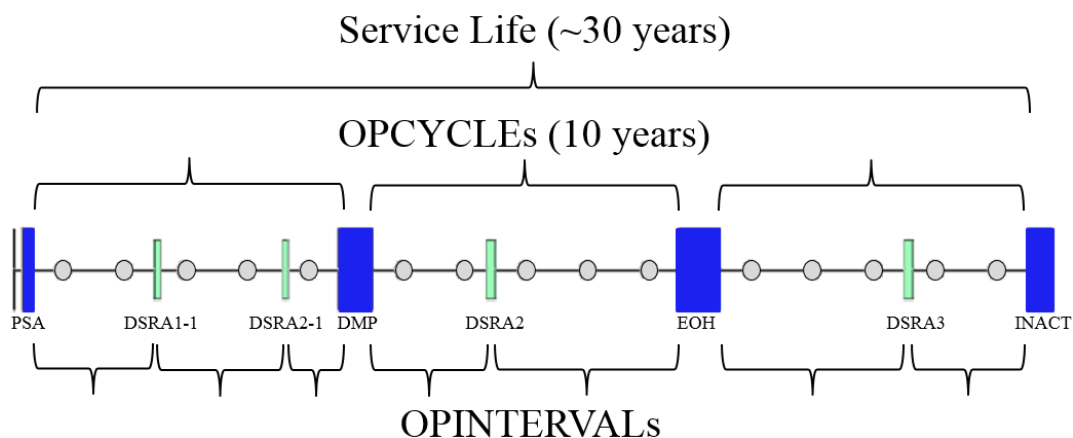 Service Life (~30 years)
OPCYCLEs (10 years)
PSA DSRA1-1 DSRA2-1 DMP DSRA2 EOH DSRA3 INACT
OPINTERVALs